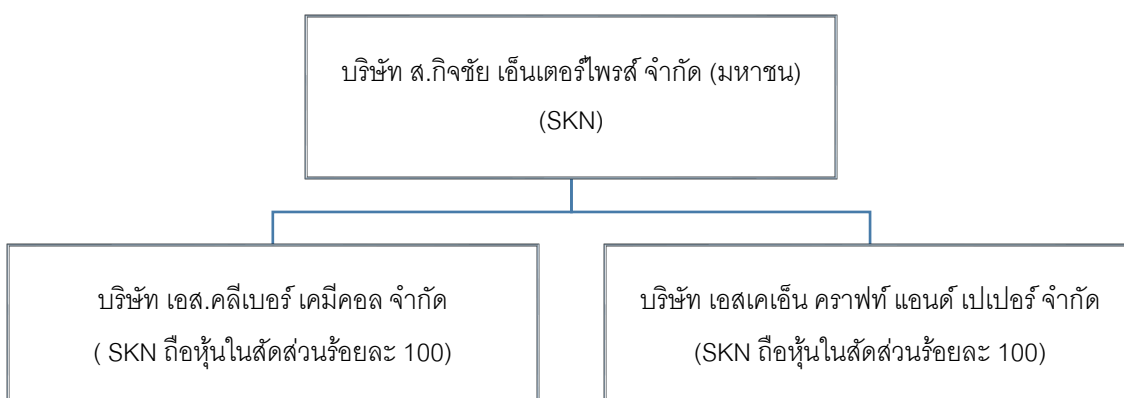 บริษัท ส.กิจชัย เอ็นเตอร์ไพรส์ จำกัด (มหาชน)
(SKN)
บริษัท เอส.คลีเบอร์ เคมีคอล จำกัด
( SKN ถือหุ้นในสัดส่วนร้อยละ 100)
บริษัท เอสเคเอ็น คราฟท์ แอนด์ เปเปอร์ จำกัด
(SKN ถือหุ้นในสัดส่วนร้อยละ 100)